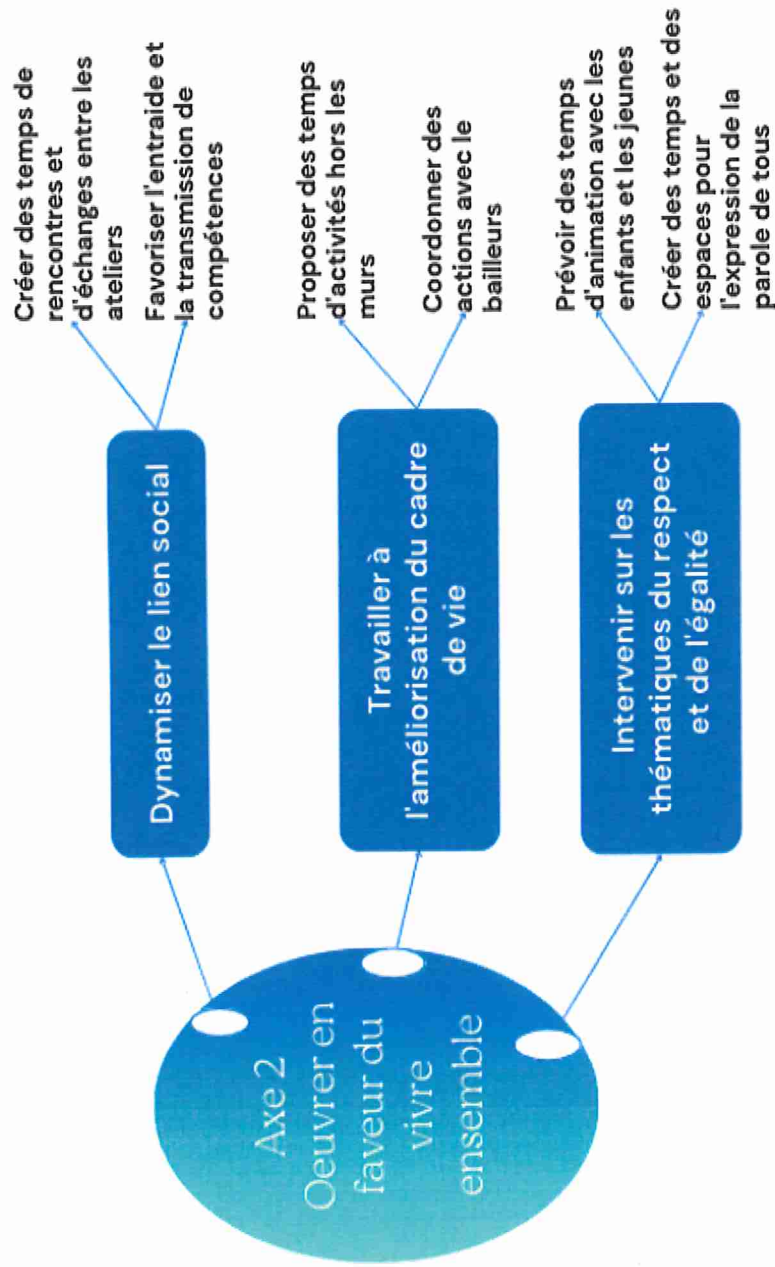 Axe 2
Oeuvrer en
faveur du
vivre
ensemble
Dynamiser le lien social
Créer des temps de
rencontres et
d'échanges entre les
ateliers
Favoriser l'entraide et
la transmission de
compétences
Travailler à
l'améliorisation du cadre
de vie
Proposer des temps
d'activités hors les
murs
Coordonner des
actions avec le
bailleurs
Intervenir sur les
thématiques du respect
et de l'égalité
Prévoir des temps
d'animation avec les
enfants et les jeunes
Créer des temps et des
espaces pour
l'expression de la
parole de tous